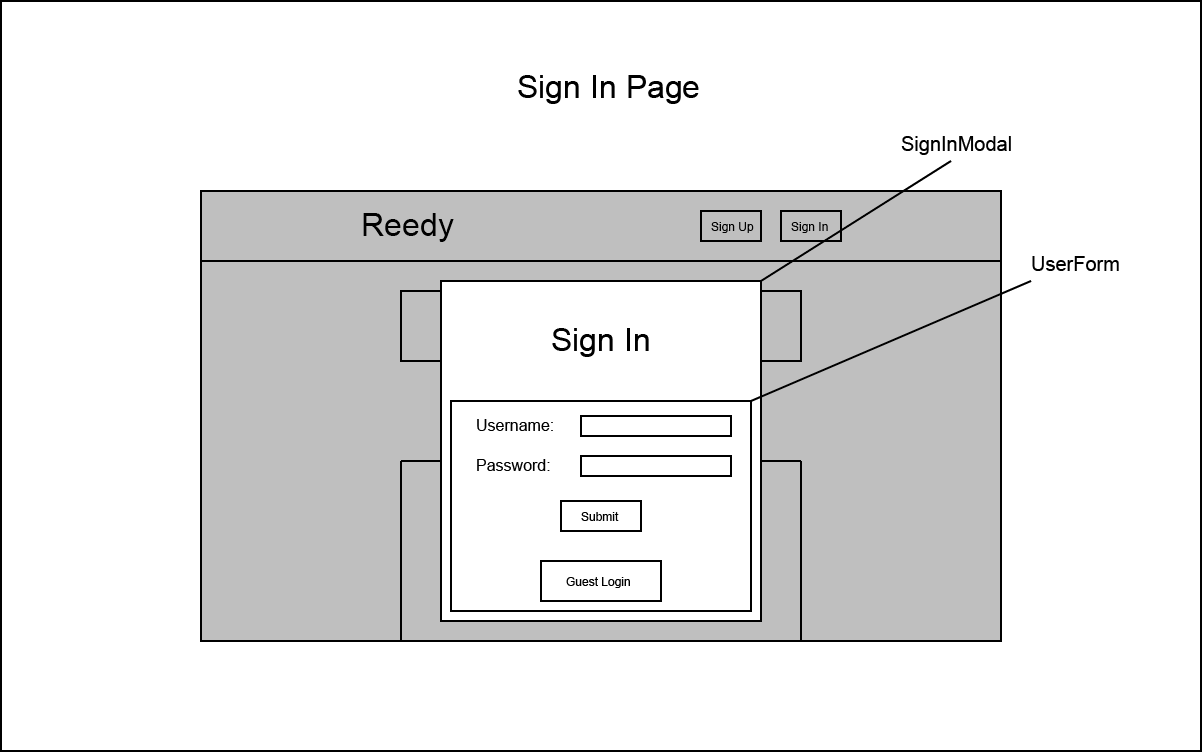 Sign In Page
SignInModal
Reedy
Sign Up
Sign In
UserForm
Sign In
Username:
Password:
Submit
Guest Login